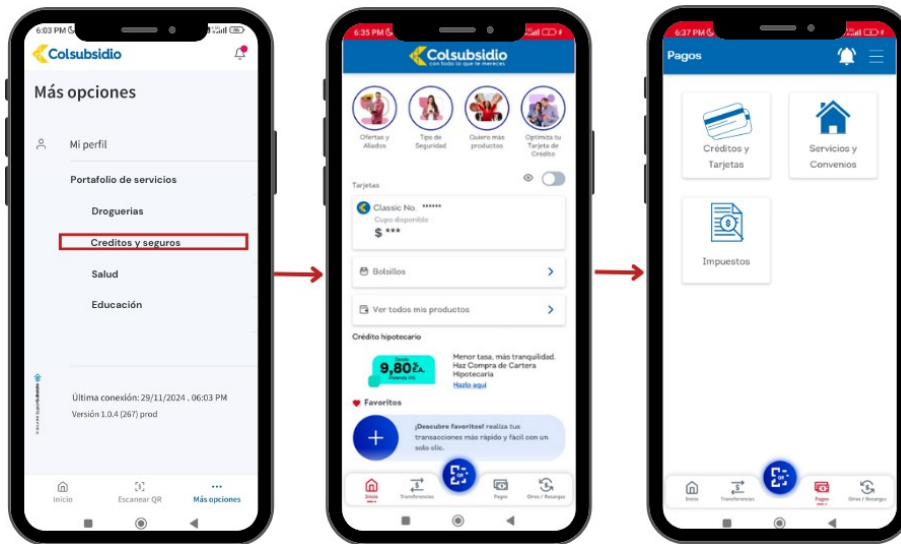 6:03 PM
Colsubsidio
Más opciones
Mi perfil
Portafolio de servicios
Droguerias
Creditos y seguros
Salud
Educación
Última conexión: 29/11/2024 . 06:03 PM
Versión 1.0.4 (267) prod
Inicio
Escanear QR
Más opciones
6:35 PM
Colsubsidio
con todo lo que te mereces
Ofertas y
Aliados
Tips de
Seguridad
Quiero más
productos
Optimiza tu
Tarjeta de
Crédito
Tarjetas
Classic No. ******
Cupo disponible
$ ***
Bolsillos
Ver todos mis productos
Crédito hipotecario
Desde
9,80% E.A.
Menor tasa, más tranquilidad.
Haz Compra de Cartera
Hipotecaria
Hazlo aquí
Favoritos
¡Descubre favoritos! realiza tus
transacciones más rápido y fácil con un
solo clic.
Inicio
Transferencias
QR
Pagos
Giros / Recargas
6:37 PM
Pagos
Créditos y
Tarjetas
Servicios y
Convenios
Impuestos
Inicio
Transferencias
QR
Pagos
Giros / Recargas